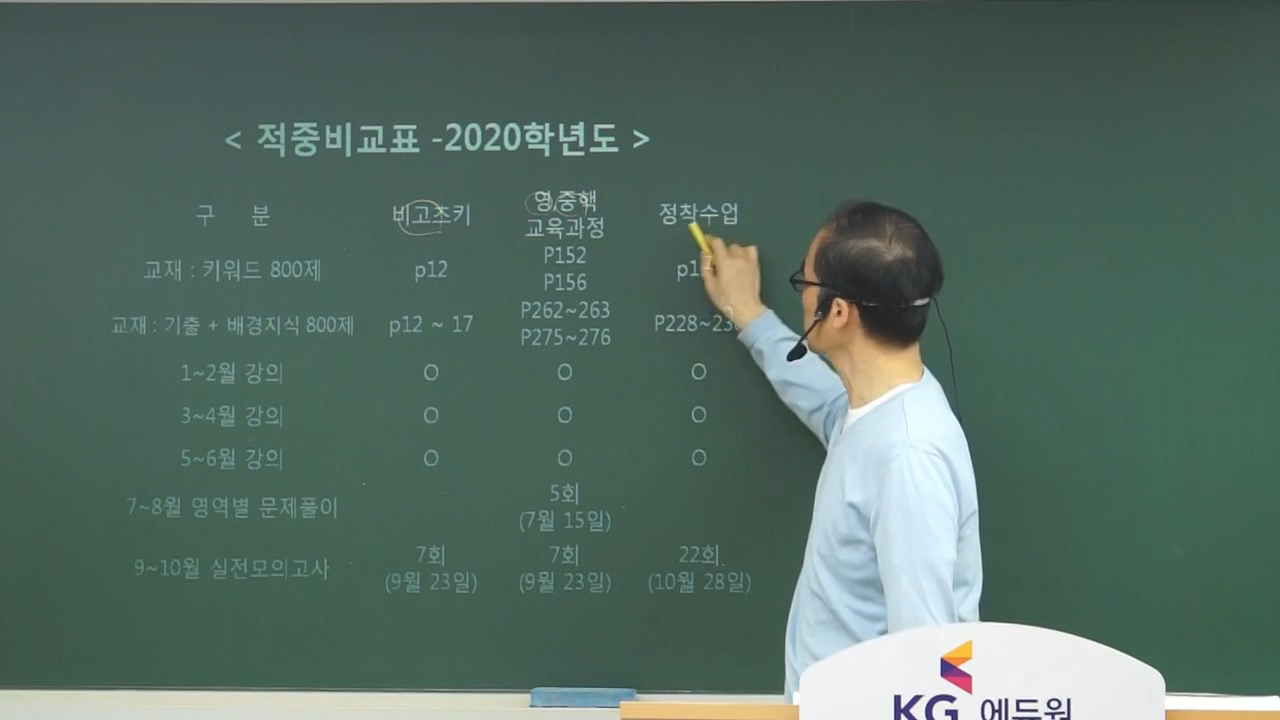 < 적중비교표 -2020학년도 >
구 분 비고츠키 영,중핵 교육과정 정착수업
교재 : 키워드 800제 p12 P152 P156
교재 : 기출 + 배경지식 800제 p12 ~ 17 P262~263 P275~276
1~2월 강의 O O O
3~4월 강의 O O O
5~6월 강의 O O O
7~8월 영역별 문제풀이 5회 (7월 15일)
9~10월 실전모의고사 7회 (9월 23일) 7회 (9월 23일) 22회 (10월 28일)
KG 에듀원